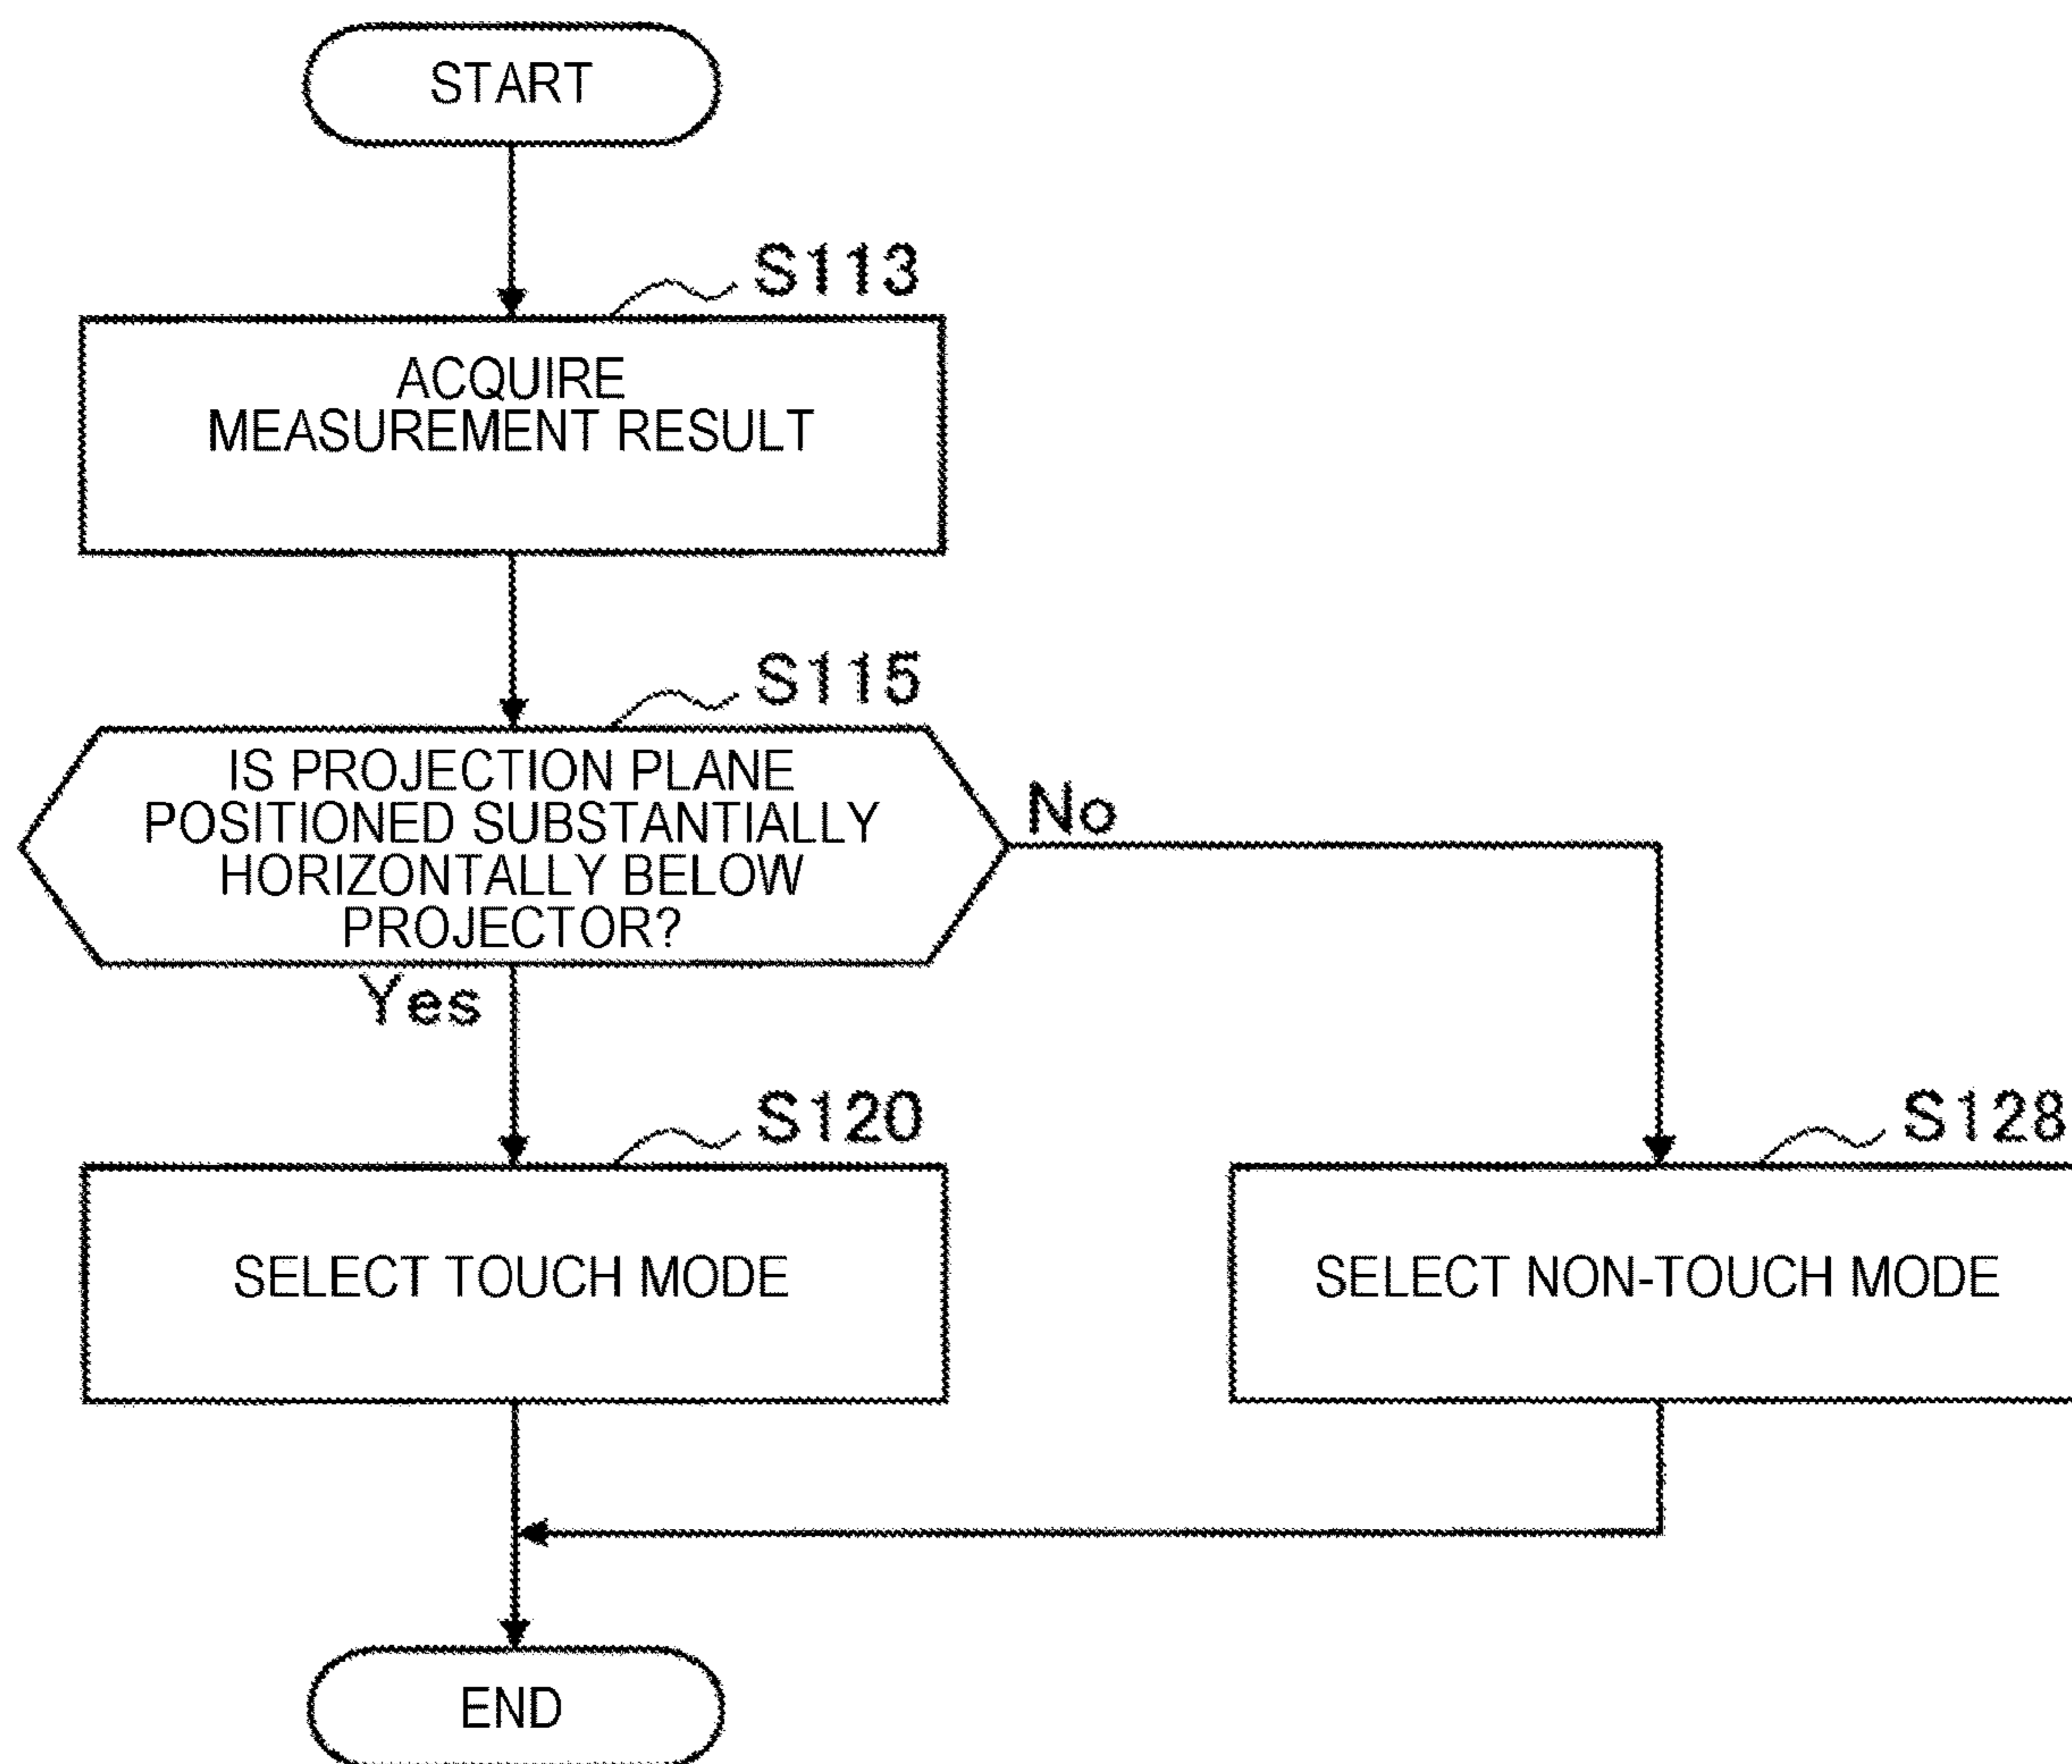 START
S113
ACQUIRE
MEASUREMENT RESULT
S115
IS PROJECTION PLANE
POSITIONED SUBSTANTIALLY
HORIZONTALLY BELOW
PROJECTOR?
No
Yes
S120
S128
SELECT TOUCH MODE
SELECT NON-TOUCH MODE
END